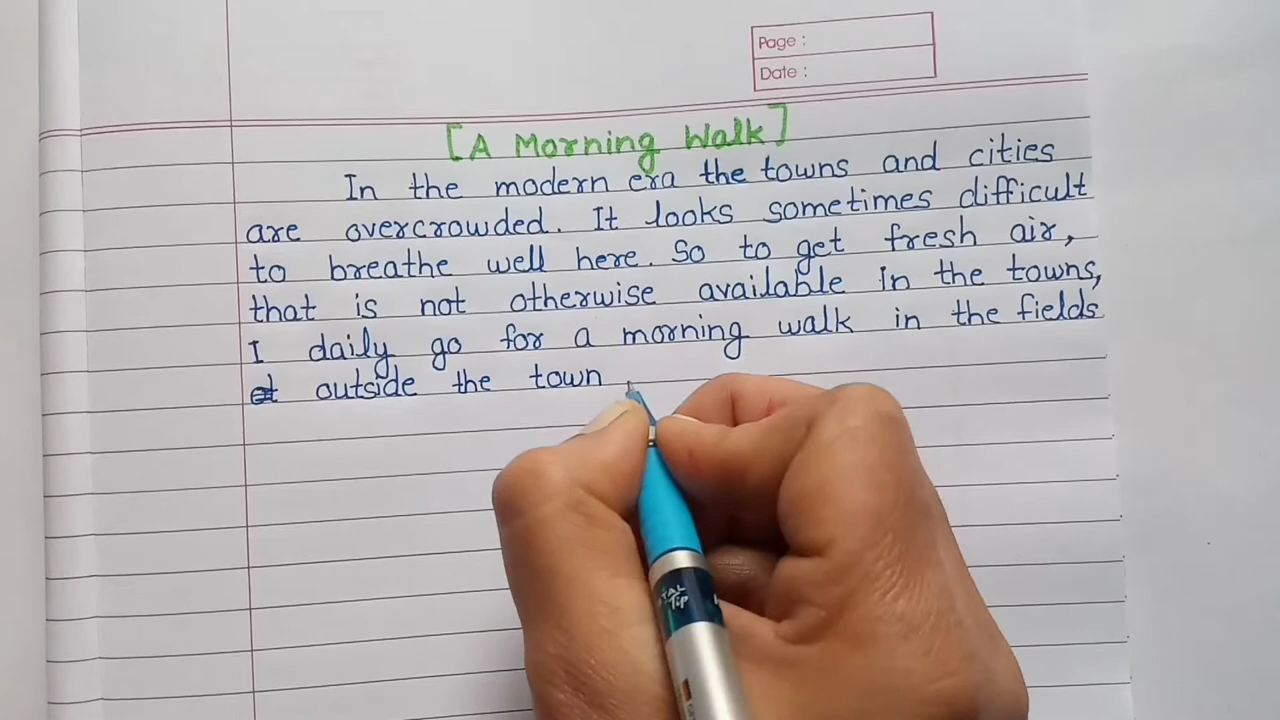 Page :
Date :
[A Morning Walk]
In the modern era the towns and cities
are overcrowded. It looks sometimes difficult
to breathe well here. So to get fresh air,
that is not otherwise available in the towns,
I daily go for a morning walk in the fields
outside the town
Tip